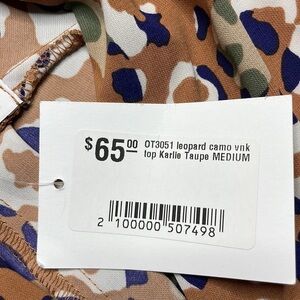 $65.00 OT3051 leopard camo vnk
top Karlie Taupe MEDIUM
2 100000 507498